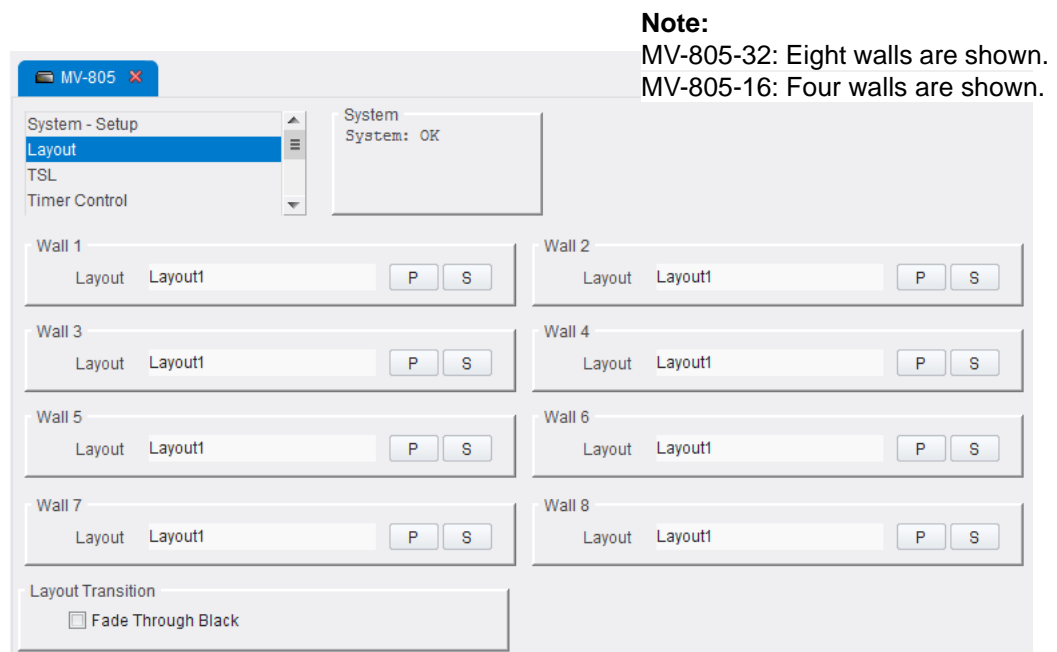 Note:
MV-805-32: Eight walls are shown.
MV-805-16: Four walls are shown.
MV-805
System - Setup
Layout
TSL
Timer Control
System
System: OK
Wall 1
Layout Layout1 P S
Wall 2
Layout Layout1 P S
Wall 3
Layout Layout1 P S
Wall 4
Layout Layout1 P S
Wall 5
Layout Layout1 P S
Wall 6
Layout Layout1 P S
Wall 7
Layout Layout1 P S
Wall 8
Layout Layout1 P S
Layout Transition
Fade Through Black